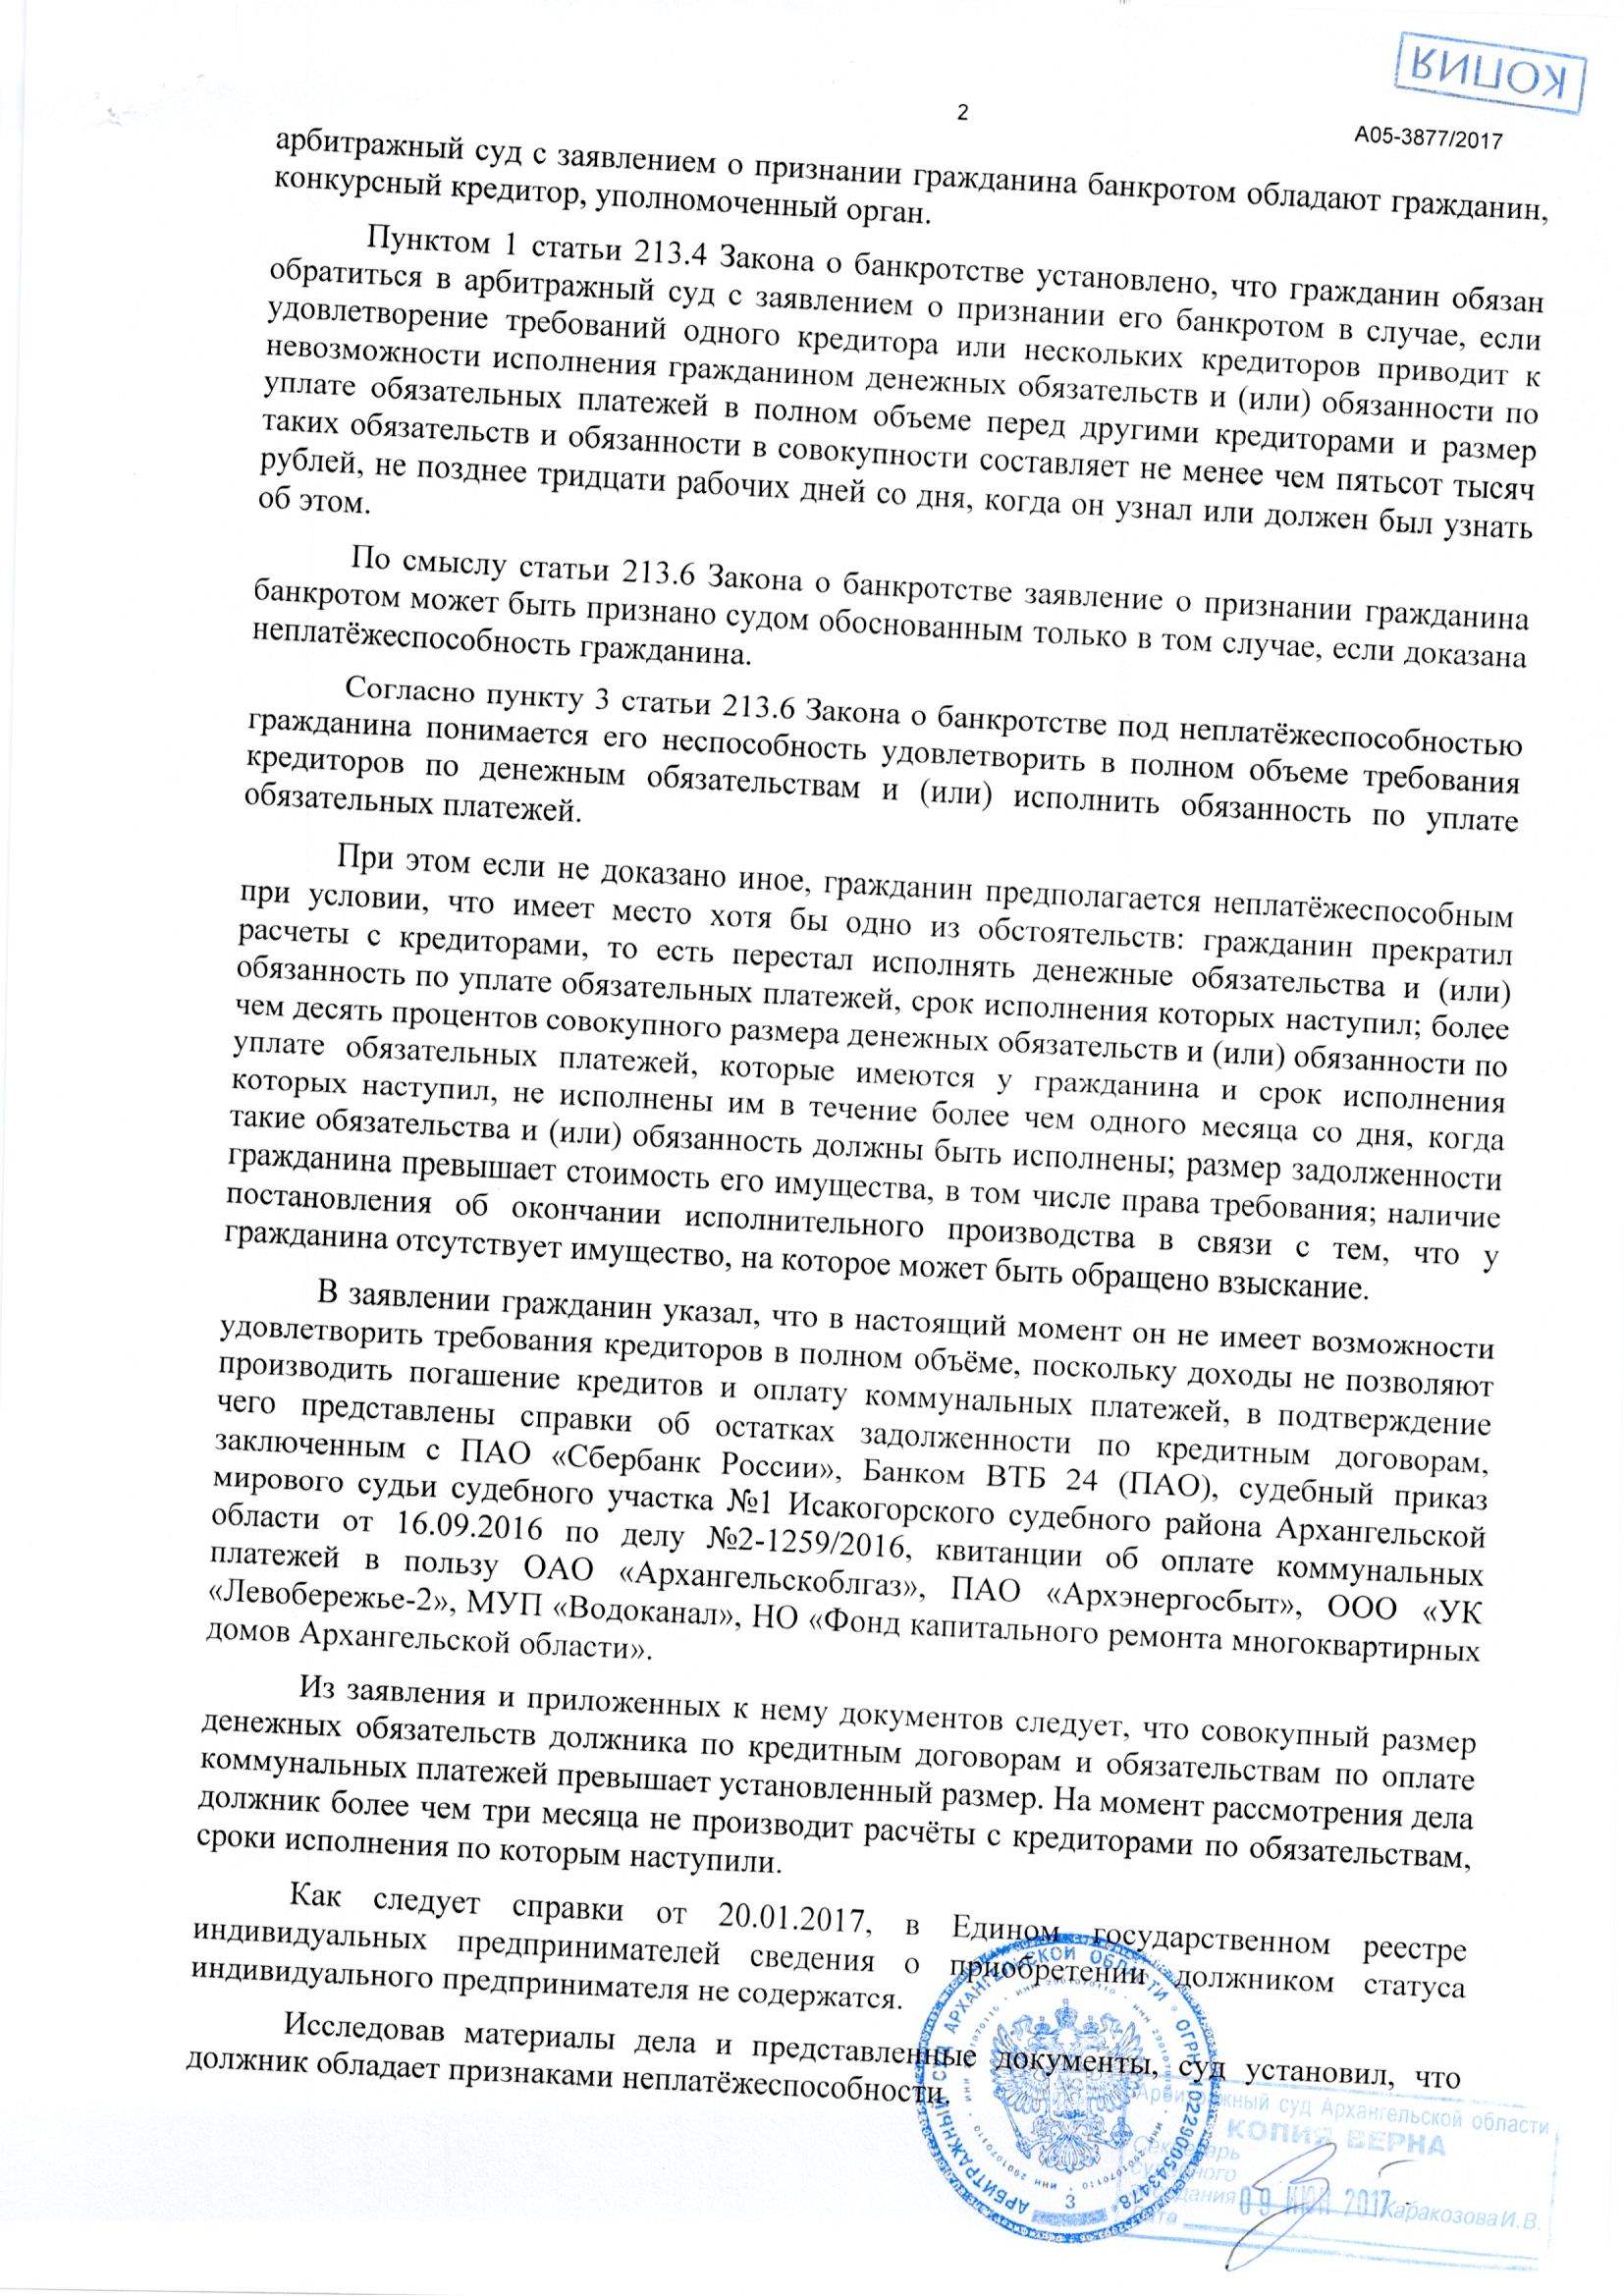 КОПИЯ
2
А05-3877/2017
арбитражный суд с заявлением о признании гражданина банкротом обладают гражданин,
конкурсный кредитор, уполномоченный орган.
Пунктом 1 статьи 213.4 Закона о банкротстве установлено, что гражданин обязан
обратиться в арбитражный суд с заявлением о признании его банкротом в случае, если
удовлетворение требований одного кредитора или нескольких кредиторов приводит к
невозможности исполнения гражданином денежных обязательств и (или) обязанности по
уплате обязательных платежей в полном объеме перед другими кредиторами и размер
таких обязательств и обязанности в совокупности составляет не менее чем пятьсот тысяч
рублей, не позднее тридцати рабочих дней со дня, когда он узнал или должен был узнать
об этом.
По смыслу статьи 213.6 Закона о банкротстве заявление о признании гражданина
банкротом может быть признано судом обоснованным только в том случае, если доказана
неплатёжеспособность гражданина.
Согласно пункту 3 статьи 213.6 Закона о банкротстве под неплатёжеспособностью
гражданина понимается его неспособность удовлетворить в полном объеме требования
кредиторов по денежным обязательствам и (или) исполнить обязанность по уплате
обязательных платежей.
При этом если не доказано иное, гражданин предполагается неплатёжеспособным
при условии, что имеет место хотя бы одно из обстоятельств: гражданин прекратил
расчеты с кредиторами, то есть перестал исполнять денежные обязательства и (или)
обязанность по уплате обязательных платежей, срок исполнения которых наступил; более
чем десять процентов совокупного размера денежных обязательств и (или) обязанности по
уплате обязательных платежей, которые имеются у гражданина и срок исполнения
которых наступил, не исполнены им в течение более чем одного месяца со дня, когда
такие обязательства и (или) обязанность должны быть исполнены; размер задолженности
гражданина превышает стоимость его имущества, в том числе права требования; наличие
постановления об окончании исполнительного производства в связи с тем, что у
гражданина отсутствует имущество, на которое может быть обращено взыскание.
В заявлении гражданин указал, что в настоящий момент он не имеет возможности
удовлетворить требования кредиторов в полном объёме, поскольку доходы не позволяют
производить погашение кредитов и оплату коммунальных платежей, в подтверждение
чего представлены справки об остатках задолженности по кредитным договорам,
заключенным с ПАО «Сбербанк России», Банком ВТБ 24 (ПАО), судебный приказ
мирового судьи судебного участка №1 Исакогорского судебного района Архангельской
области от 16.09.2016 по делу №2-1259/2016, квитанции об оплате коммунальных
платежей в пользу ОАО «Архангельскоблгаз», ПАО «Архэнергосбыт», ООО «УК
«Левобережье-2», МУП «Водоканал», НО «Фонд капитального ремонта многоквартирных
домов Архангельской области».
Из заявления и приложенных к нему документов следует, что совокупный размер
денежных обязательств должника по кредитным договорам и обязательствам по оплате
коммунальных платежей превышает установленный размер. На момент рассмотрения дела
должник более чем три месяца не производит расчёты с кредиторами по обязательствам,
сроки исполнения по которым наступили.
Как следует справки от 20.01.2017, в Едином государственном реестре
индивидуальных предпринимателей сведения о приобретении должником статуса
индивидуального предпринимателя не содержатся.
Исследовав материалы дела и представленные документы, суд установил, что
должник обладает признаками неплатёжеспособности.
АРБИТРАЖНЫЙ СУД АРХАНГЕЛЬСКОЙ ОБЛАСТИ * ОГРН 1022900543478 *
ИНН 2901070110
3
Арбитражный суд Архангельской области
КОПИЯ ВЕРНА
Секретарь
судебного
заседания
Каракозова И.В.
Дата
09 ИЮН 2017